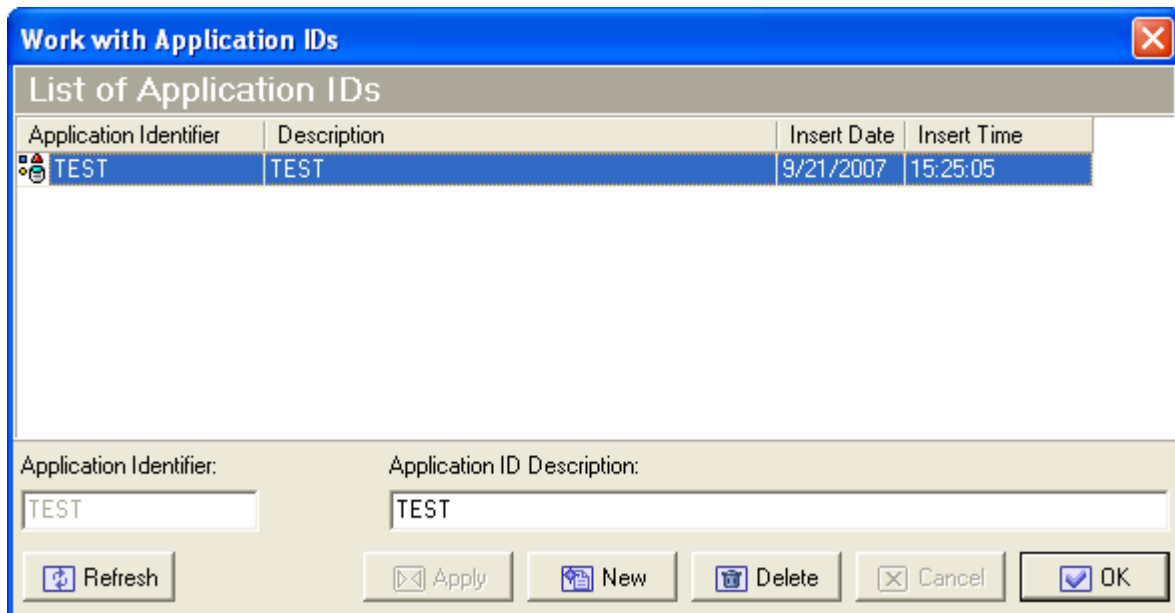 Work with Application IDs
List of Application IDs
Application Identifier Description Insert Date Insert Time
TEST TEST 9/21/2007 15:25:05
Application Identifier: Application ID Description:
TEST TEST
Refresh Apply New Delete Cancel OK